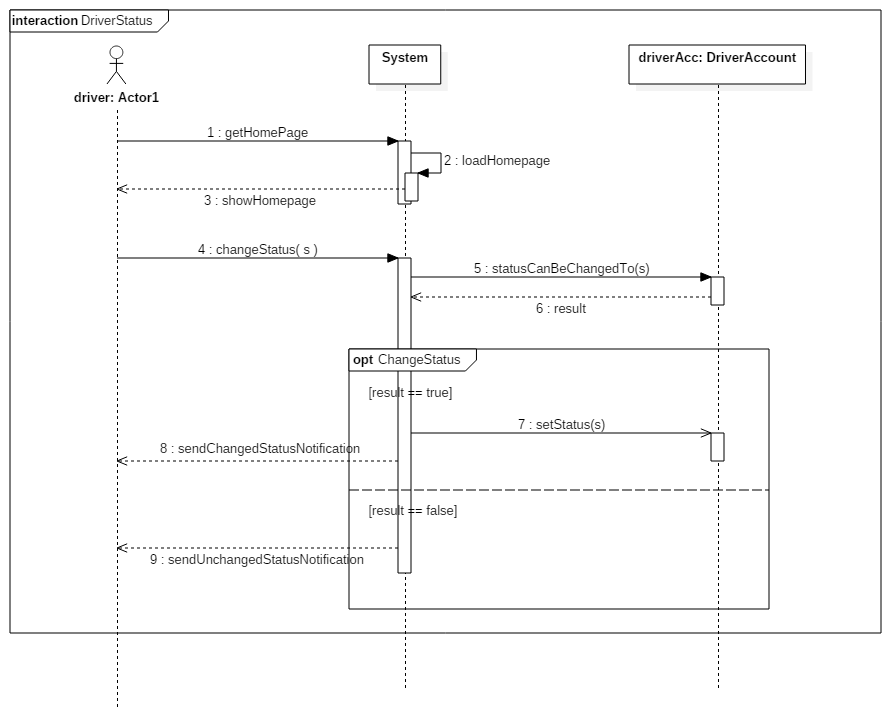 interaction DriverStatus
System
driverAcc: DriverAccount
driver: Actor1
1 : getHomePage
2 : loadHomepage
3 : showHomepage
4 : changeStatus( s )
5 : statusCanBeChangedTo(s)
6 : result
opt ChangeStatus
[result == true]
7 : setStatus(s)
8 : sendChangedStatusNotification
[result == false]
9 : sendUnchangedStatusNotification